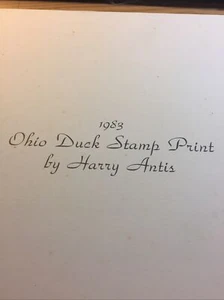 1983
Ohio Duck Stamp Print
by Harry Antis